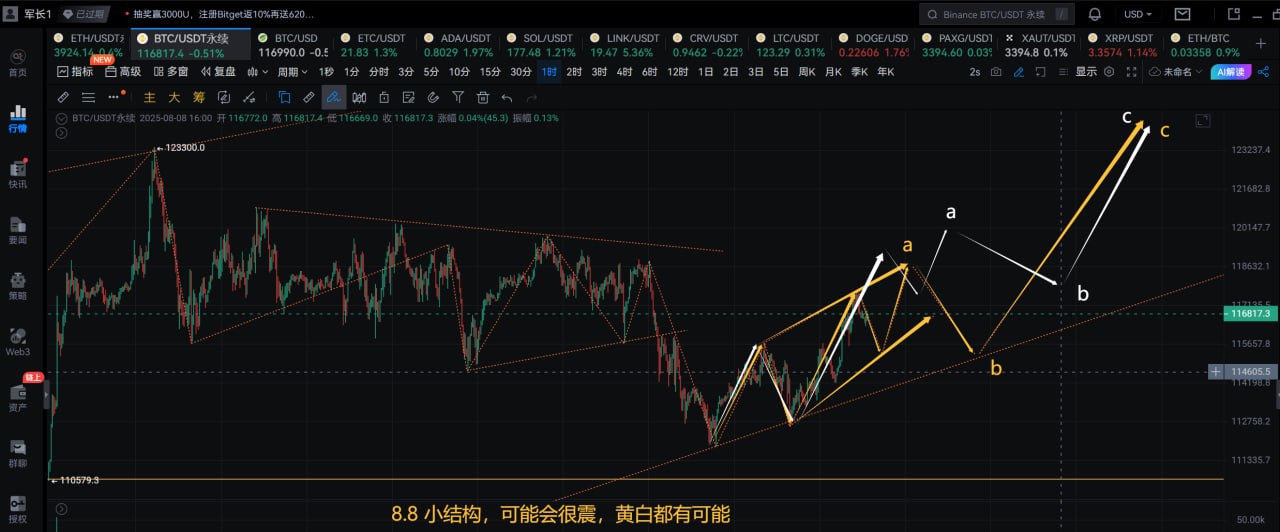 军长1 已过期 抽奖赢3000U，注册Bitget返10%再送620... Binance BTC/USDT 永续 / USD
ETH/USDT BTC/USDT永续 BTC/USD ETC/USDT ADA/USDT SOL/USDT LINK/USDT CRV/USDT LTC/USDT DOGE/USD PAXG/USDT XAUT/USDT XRP/USDT ETH/BTC
3924.14 0.4% 116817.4 -0.51% 116990.0 -0.5 21.83 1.3% 0.8029 1.97% 177.48 1.21% 19.47 5.36% 0.9462 -0.22% 123.29 0.31% 0.22606 1.76% 3394.60 0.03% 3394.8 0.1% 3.3574 1.14% 0.03358 0.9%
NEW
指标 高级 多窗 复盘 周期 1秒 1分 分时 3分 5分 10分 15分 30分 1时 2时 3时 4时 6时 12时 1日 2日 3日 5日 周K 月K 季K 年K 2s 显示 未命名 AI解读
主 大 筹
BTC/USDT永续 2025-08-08 16:00 开 116772.0 高 116817.4 低 116669.0 收 116817.3 涨幅 0.04%(45.3) 振幅 0.13%
首页
行情
快讯
要闻
策略
Web3
链上
资产
群聊
授权
c
c
123300.0
123237.4
121682.8
a
120147.7
a
118632.1
b
117135.5
116817.3
115657.8
b
114605.5
114198.8
112758.2
111335.7
110579.3
8.8 小结构，可能会很震，黄白都有可能
50.00k